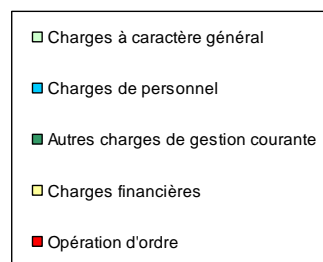 Charges à caractère général
Charges de personnel
Autres charges de gestion courante
Charges financières
Opération d'ordre